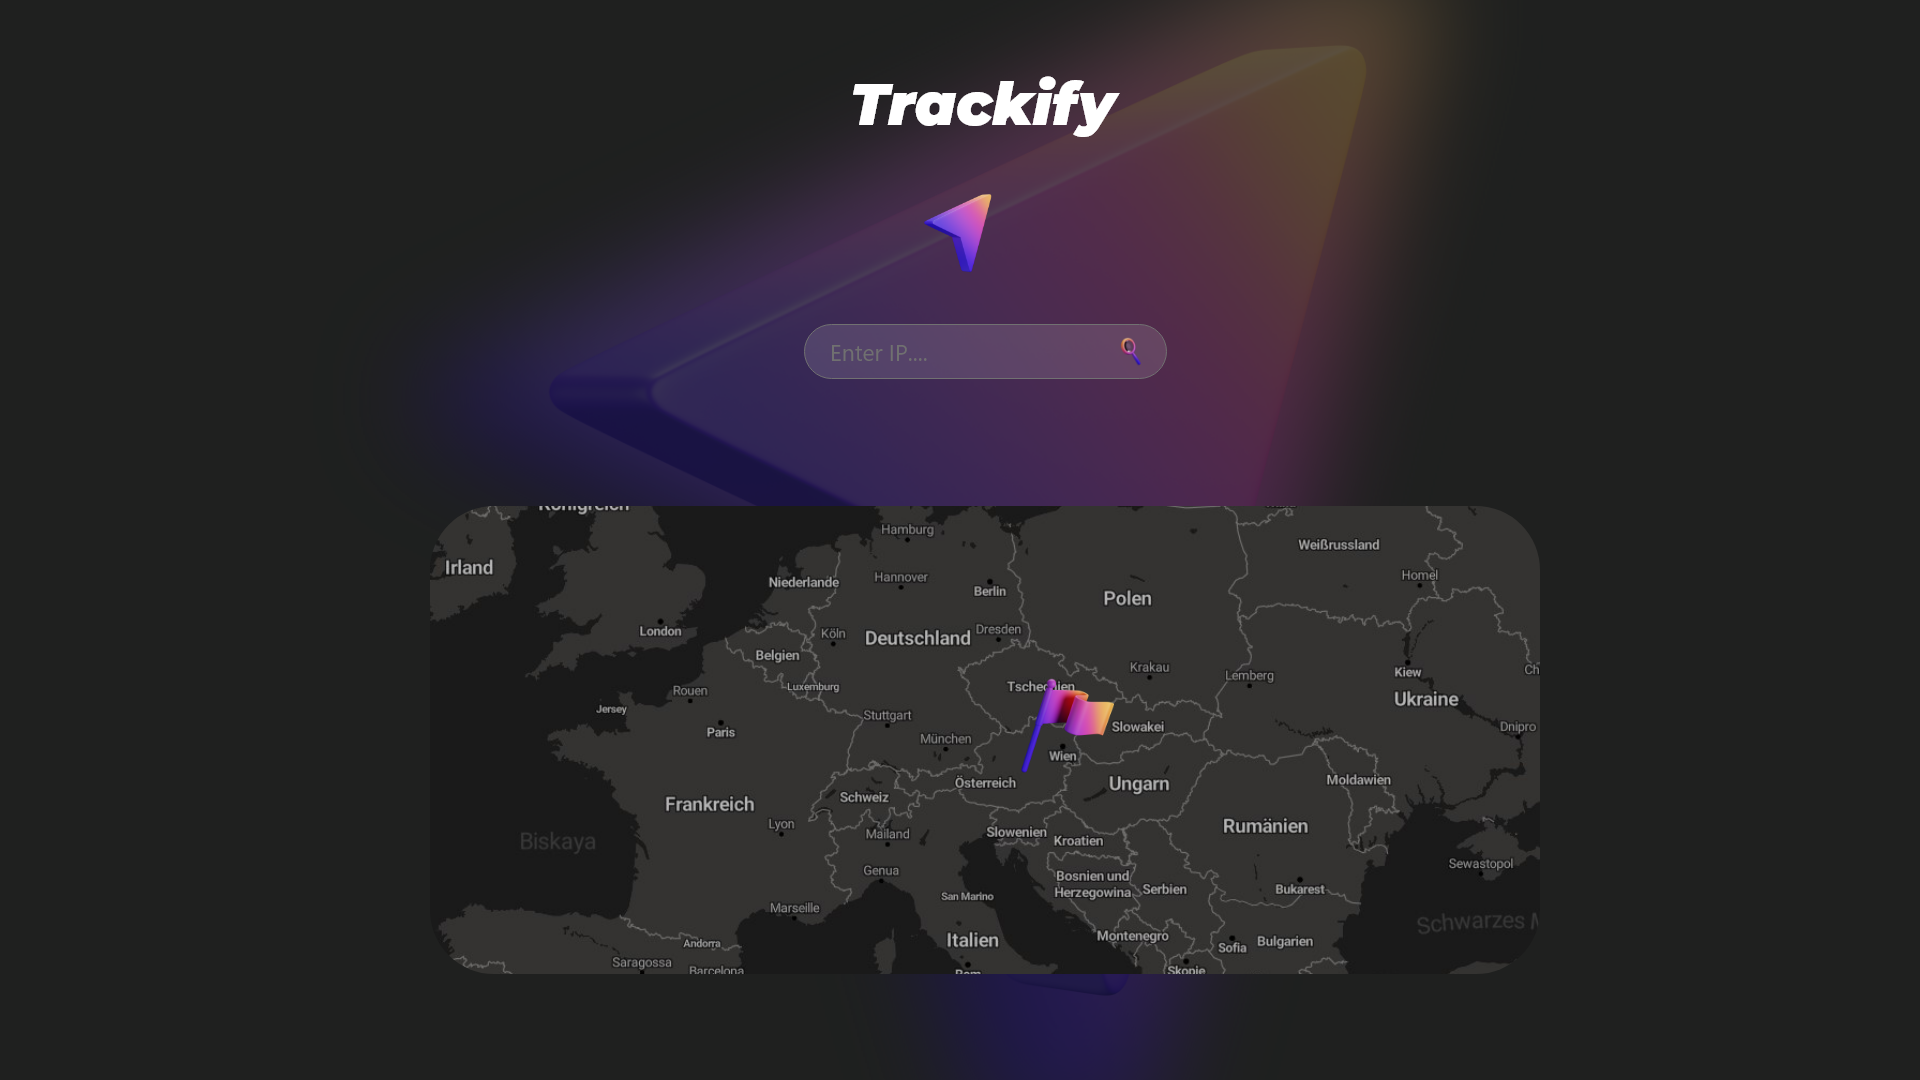 Trackify
Enter IP....
Königreich
Hamburg
Weißrussland
Irland
Niederlande
Hannover
Berlin
Homel
Polen
London
Köln
Deutschland
Dresden
Belgien
Krakau
Lemberg
Kiew
Luxemburg
Rouen
Jersey
Stuttgart
Slowakei
Ukraine
Dnipro
Paris
München
Wien
Österreich
Ungarn
Moldawien
Schweiz
Frankreich
Lyon
Mailand
Slowenien
Kroatien
Rumänien
Biskaya
Sewastopol
Genua
Bosnien und
Herzegowina
Serbien
Bukarest
San Marino
Marseille
Schwarzes M
Andorra
Italien
Montenegro
Sofia
Bulgarien
Saragossa
Barcelona
Rom
Skopje